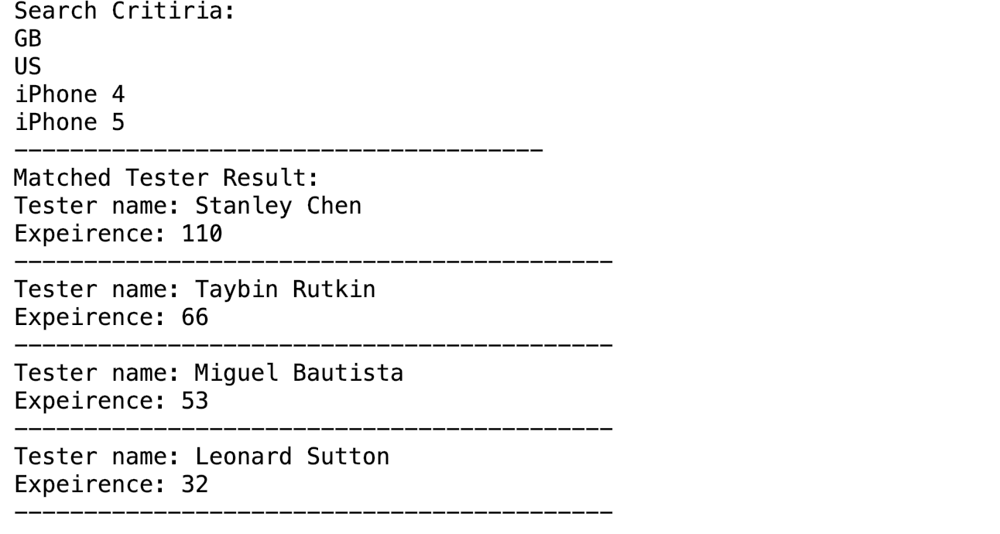 Search Critiria:
GB
US
iPhone 4
iPhone 5
--------------------------------------
Matched Tester Result:
Tester name: Stanley Chen
Expeirence: 110
-------------------------------------------
Tester name: Taybin Rutkin
Expeirence: 66
-------------------------------------------
Tester name: Miguel Bautista
Expeirence: 53
-------------------------------------------
Tester name: Leonard Sutton
Expeirence: 32
-------------------------------------------